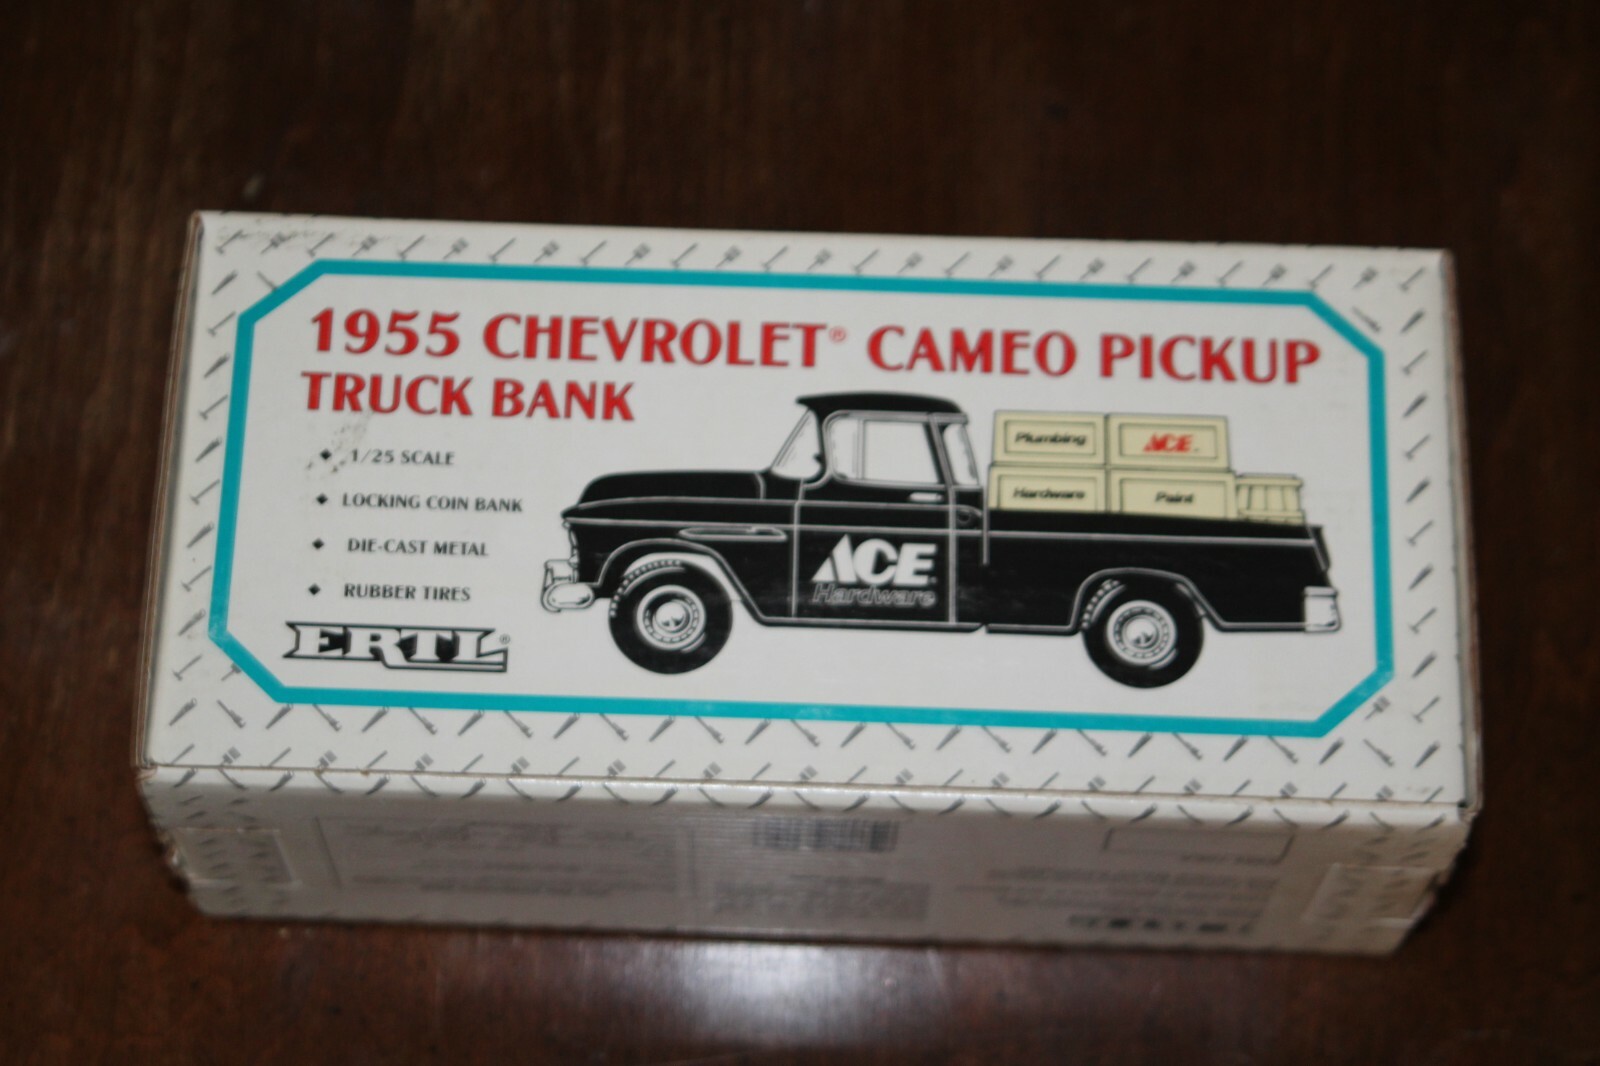 1955 CHEVROLET® CAMEO PICKUP
TRUCK BANK
◆ 1/25 SCALE
◆ LOCKING COIN BANK
◆ DIE-CAST METAL
◆ RUBBER TIRES
ERTL®
Plumbing
ACE
Hardware
Paint
ACE
Hardware